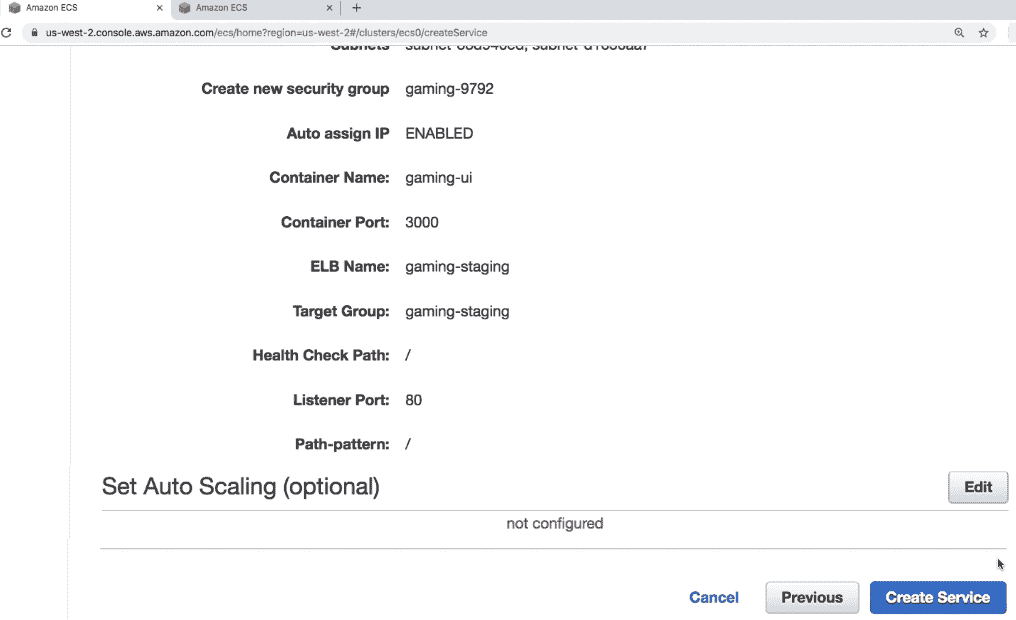 Amazon ECS
Amazon ECS
us-west-2.console.aws.amazon.com/ecs/home?region=us-west-2#/clusters/ecs0/createService
Subnets
Create new security group gaming-9792
Auto assign IP ENABLED
Container Name: gaming-ui
Container Port: 3000
ELB Name: gaming-staging
Target Group: gaming-staging
Health Check Path: /
Listener Port: 80
Path-pattern: /
Set Auto Scaling (optional) Edit
not configured
Cancel Previous Create Service